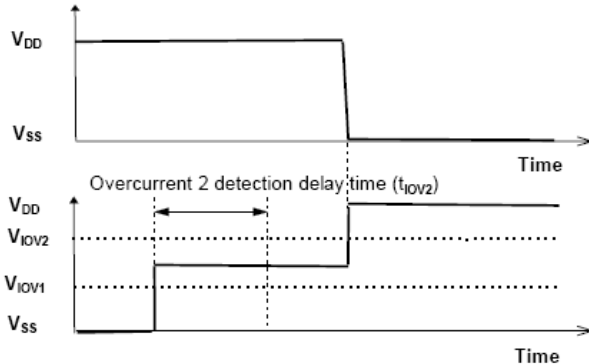 VDD
VSS
Time
Overcurrent 2 detection delay time (tIOV2)
VDD
VIOV2
VIOV1
VSS
Time